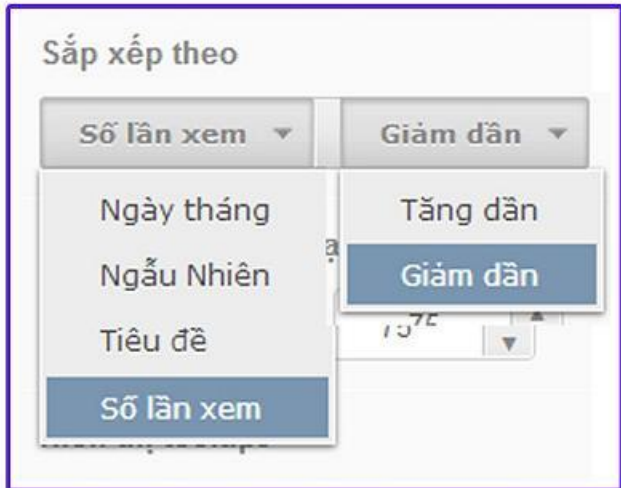 Sắp xếp theo
Số lần xem Giảm dần
Ngày tháng Tăng dần
Ngẫu Nhiên Giảm dần
Tiêu đề
Số lần xem